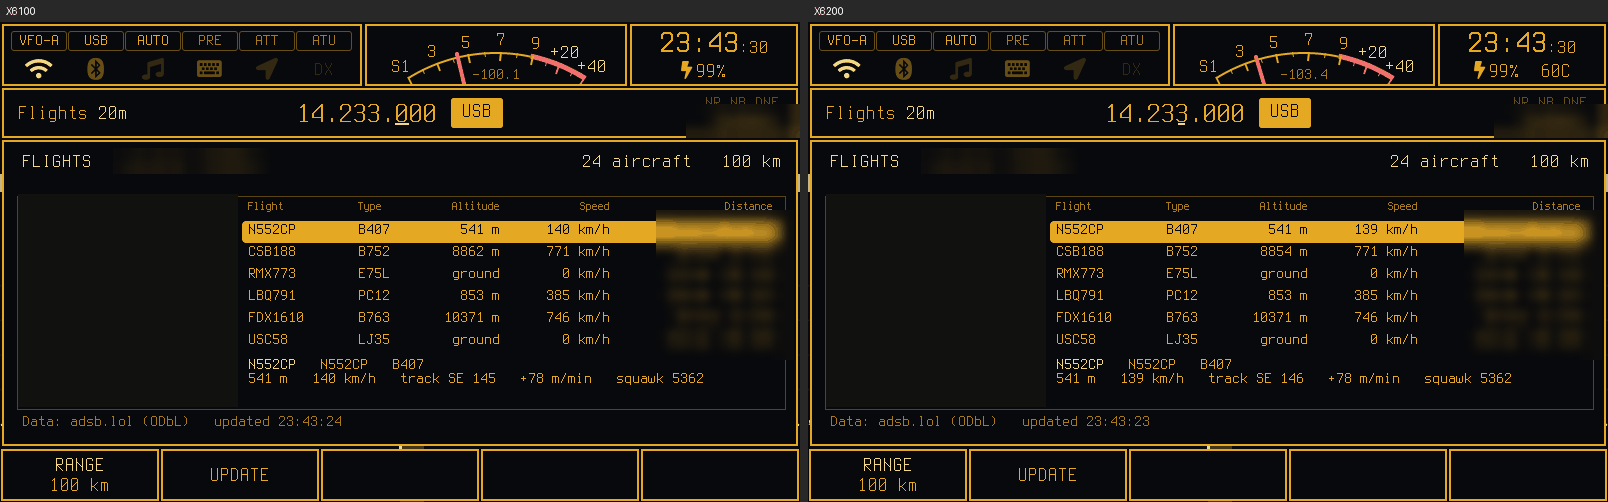 X6100
VFO-A USB AUTO PRE ATT ATU
DX
S1 3 5 7 9 +20 +40
-100.1
23:43:30
99%
Flights 20m 14.233.000 USB
FLIGHTS 24 aircraft 100 km
Flight Type Altitude Speed Distance
N552CP B407 541 m 140 km/h
CSB188 B752 8862 m 771 km/h
RMX773 E75L ground 0 km/h
LBQ791 PC12 853 m 385 km/h
FDX1610 B763 10371 m 746 km/h
USC58 LJ35 ground 0 km/h
N552CP N552CP B407
541 m 140 km/h track SE 145 +78 m/min squawk 5362
Data: adsb.lol (ODbL) updated 23:43:24
RANGE
100 km
UPDATE
X6200
VFO-A USB AUTO PRE ATT ATU
DX
S1 3 5 7 9 +20 +40
-103.4
23:43:30
99% 60C
Flights 20m 14.233.000 USB
FLIGHTS 24 aircraft 100 km
Flight Type Altitude Speed Distance
N552CP B407 541 m 139 km/h
CSB188 B752 8854 m 771 km/h
RMX773 E75L ground 0 km/h
LBQ791 PC12 853 m 385 km/h
FDX1610 B763 10371 m 746 km/h
USC58 LJ35 ground 0 km/h
N552CP N552CP B407
541 m 139 km/h track SE 146 +78 m/min squawk 5362
Data: adsb.lol (ODbL) updated 23:43:23
RANGE
100 km
UPDATE